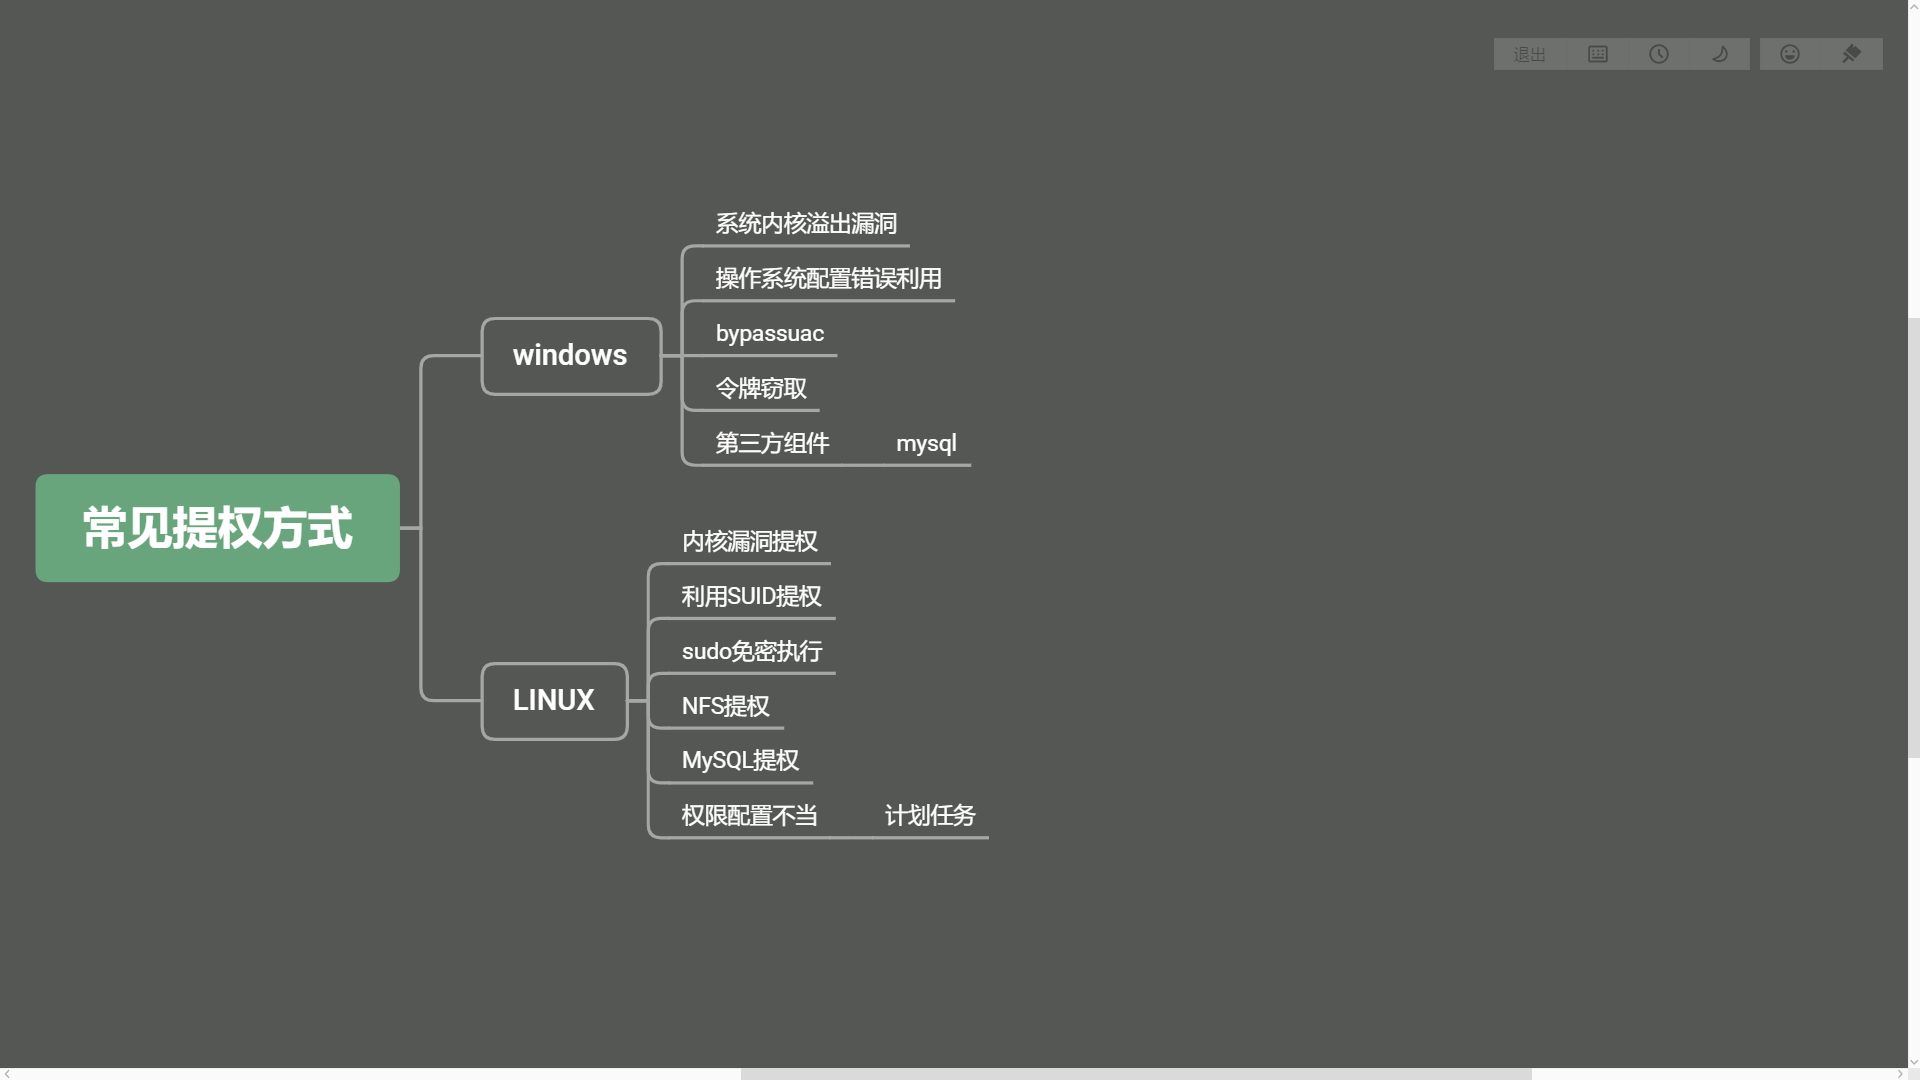 退出
常见提权方式
windows
系统内核溢出漏洞
操作系统配置错误利用
bypassuac
令牌窃取
第三方组件 mysql
LINUX
内核漏洞提权
利用SUID提权
sudo免密执行
NFS提权
MySQL提权
权限配置不当 计划任务